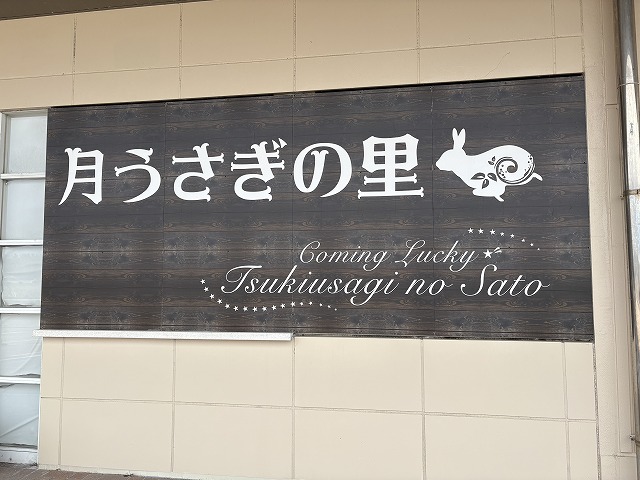 月うさぎの里
Coming Lucky
Tsukiusagi no Sato